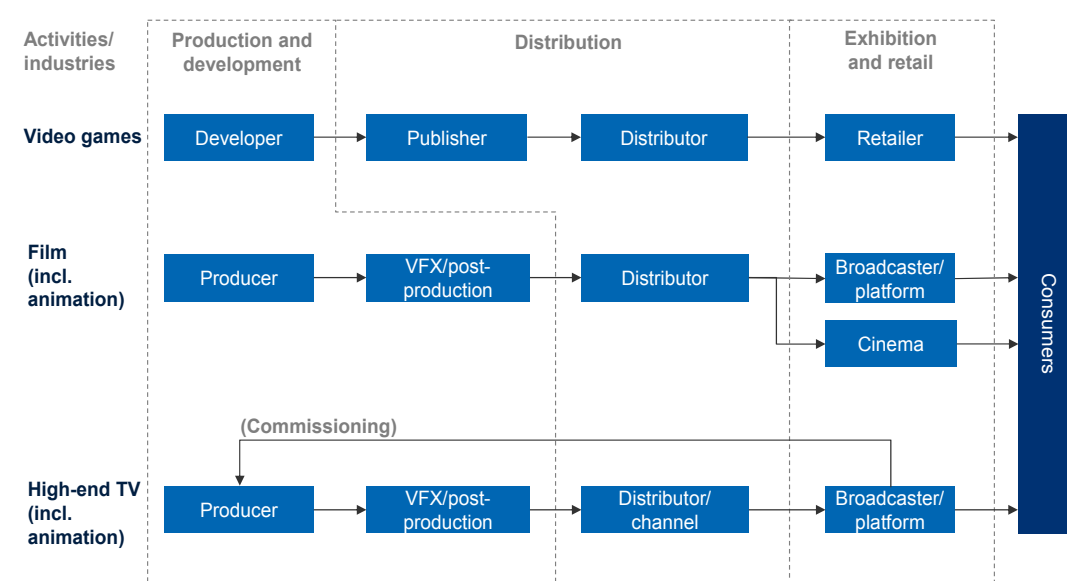 Activities/
industries
Production and
development
Distribution
Exhibition
and retail
Video games
Developer
Publisher
Distributor
Retailer
Film
(incl.
animation)
Producer
VFX/post-
production
Distributor
Broadcaster/
platform
Cinema
Consumers
(Commissioning)
High-end TV
(incl.
animation)
Producer
VFX/post-
production
Distributor/
channel
Broadcaster/
platform